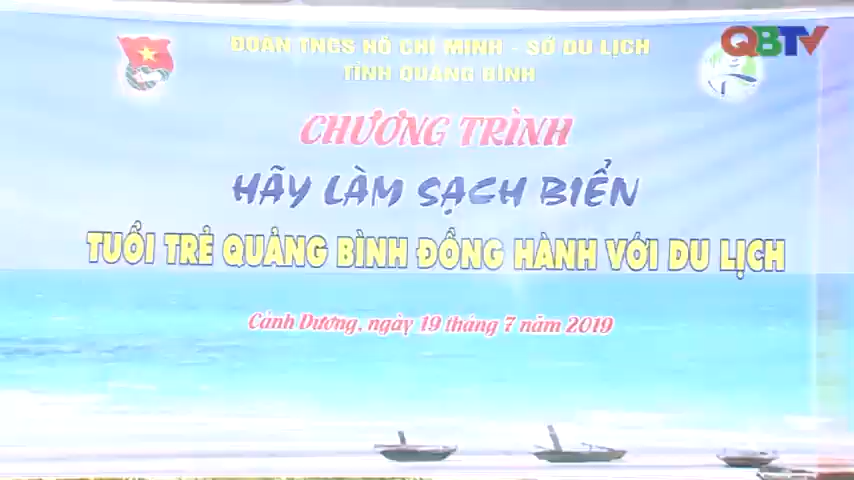 QBTV
ĐOÀN TNCS HỒ CHÍ MINH - SỞ DU LỊCH
TỈNH QUẢNG BÌNH
CHƯƠNG TRÌNH
HÃY LÀM SẠCH BIỂN
TUỔI TRẺ QUẢNG BÌNH ĐỒNG HÀNH VỚI DU LỊCH
Cảnh Dương, ngày 19 tháng 7 năm 2019